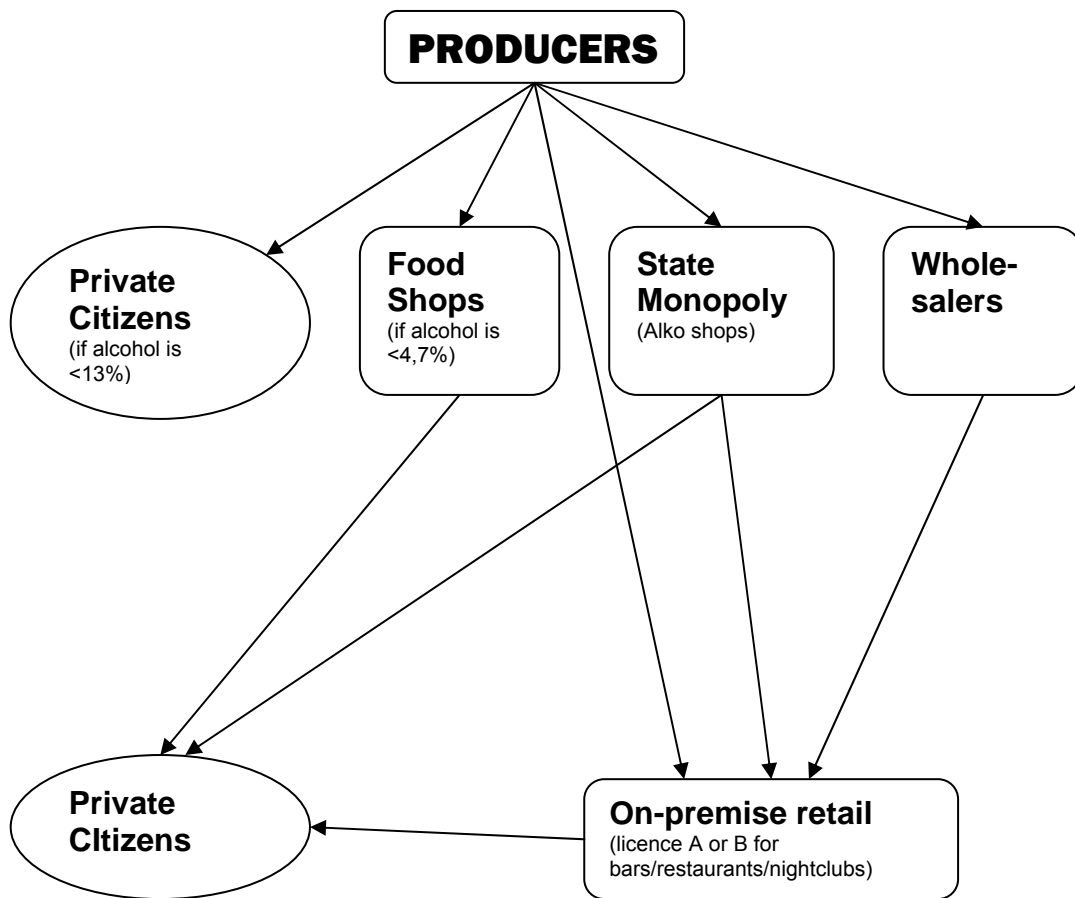 PRODUCERS
Private
Citizens
(if alcohol is
<13%)
Food
Shops
(if alcohol is
<4,7%)
State
Monopoly
(Alko shops)
Whole-
salers
Private
CItizens
On-premise retail
(licence A or B for
bars/restaurants/nightclubs)